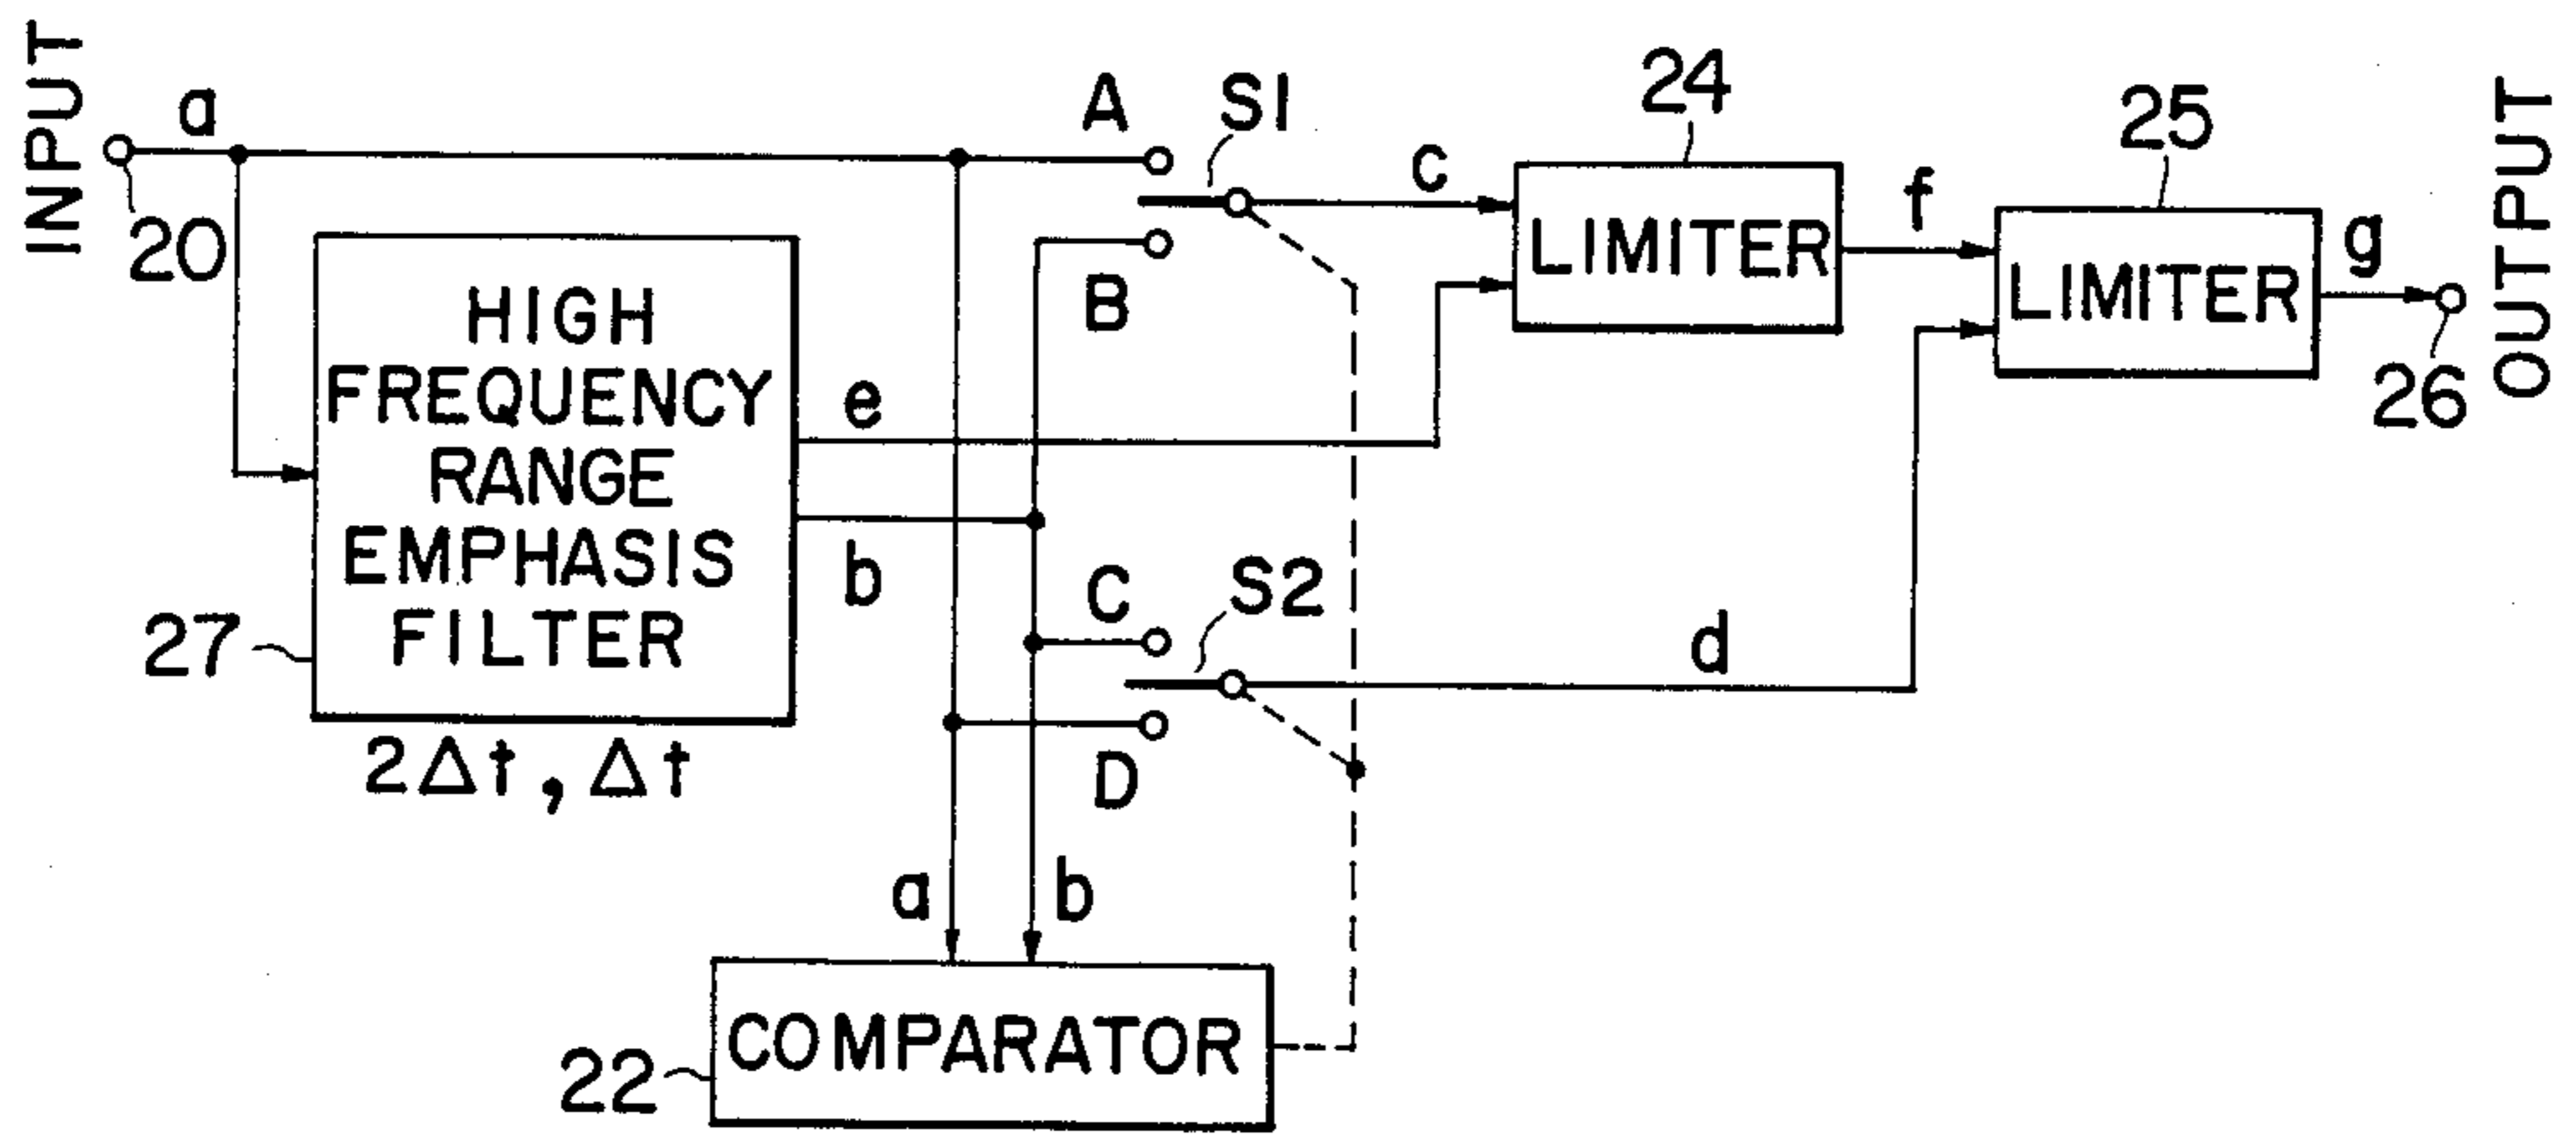 INPUT
a
20
A
S1
c
24
LIMITER
f
25
LIMITER
g
26
OUTPUT
B
HIGH
FREQUENCY
RANGE
EMPHASIS
FILTER
27
2Δt, Δt
e
b
C
S2
d
D
a
b
22
COMPARATOR